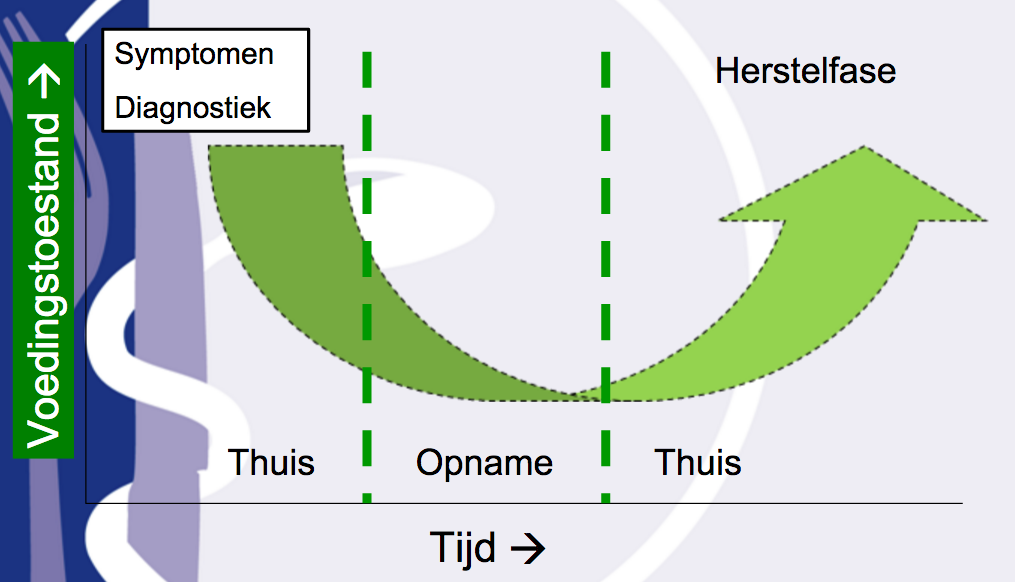 Voedingstoestand →
Symptomen
Diagnostiek
Herstelfase
Thuis
Opname
Thuis
Tijd →